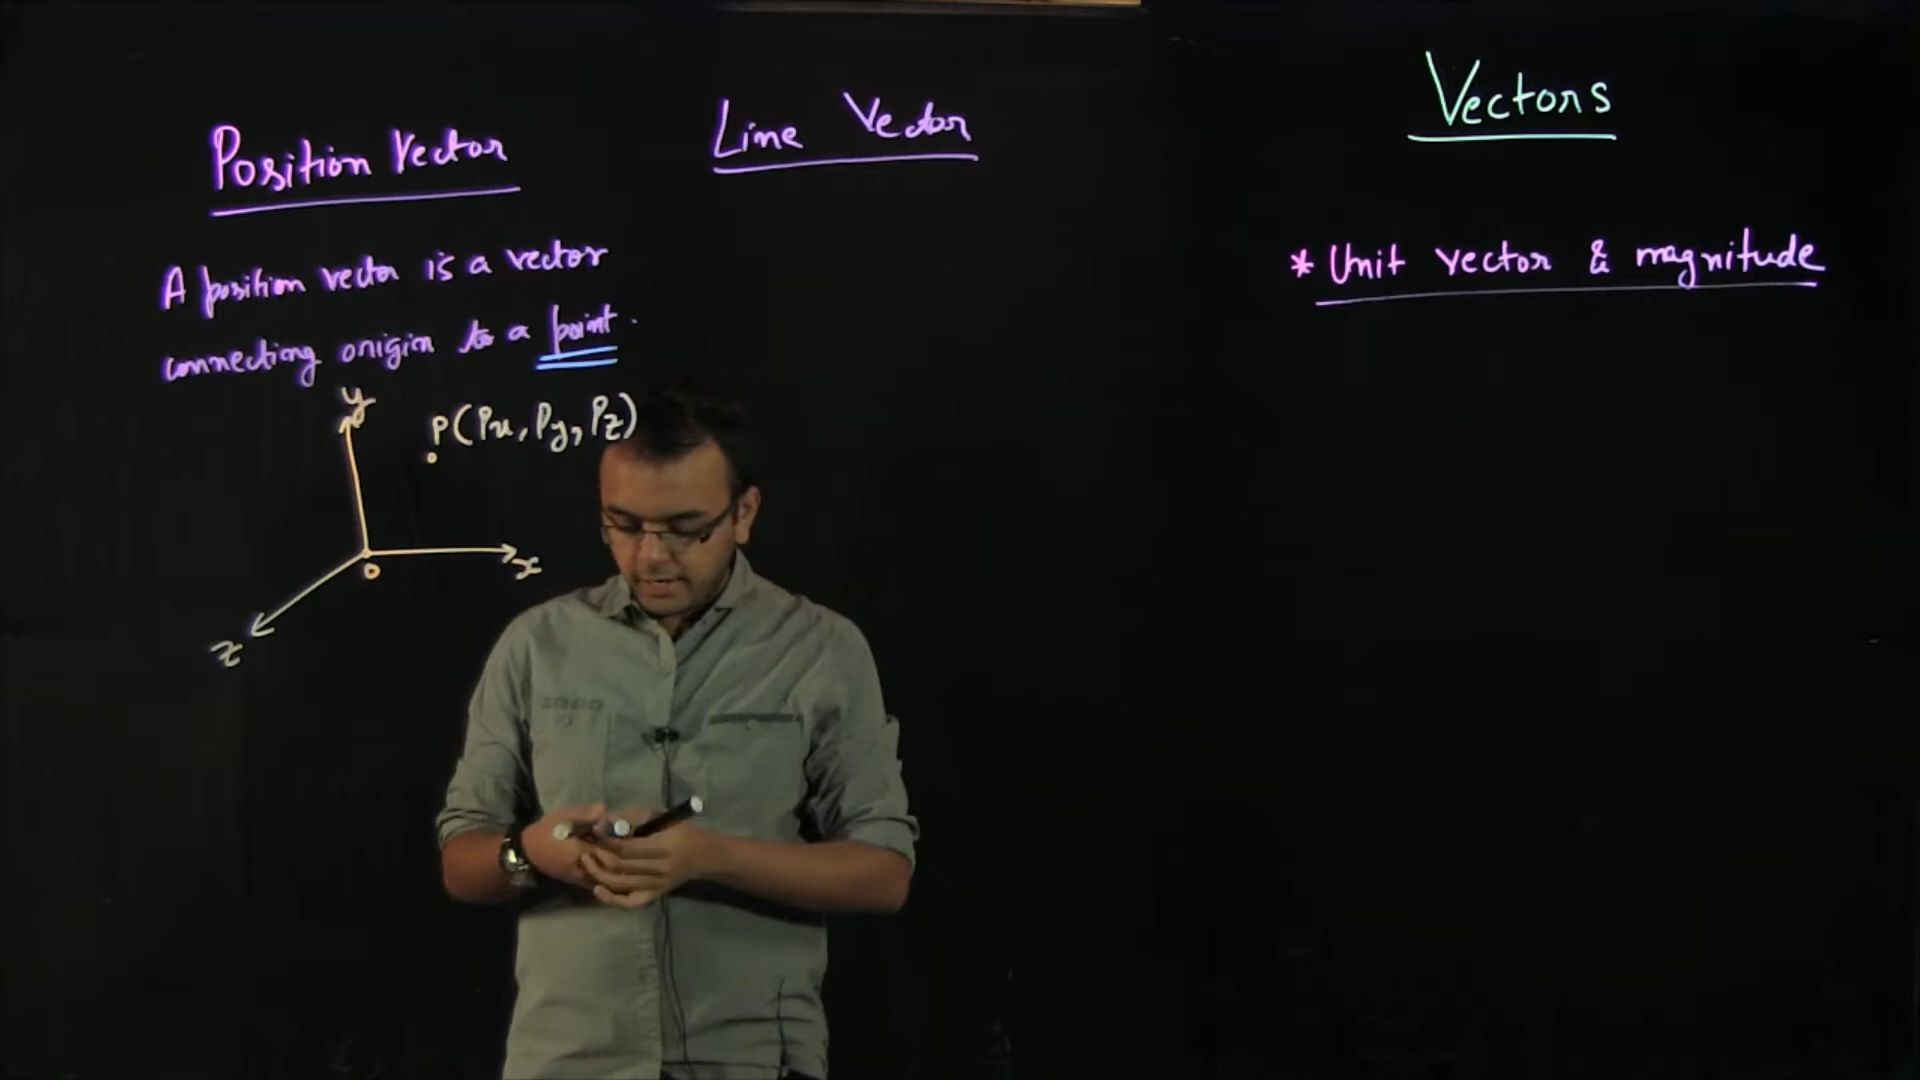 Position Vector
A position vector is a vector
connecting origin to a point.
y
P(Px, Py, Pz)
o
x
z
Line Vector
Vectors
* Unit vector & magnitude